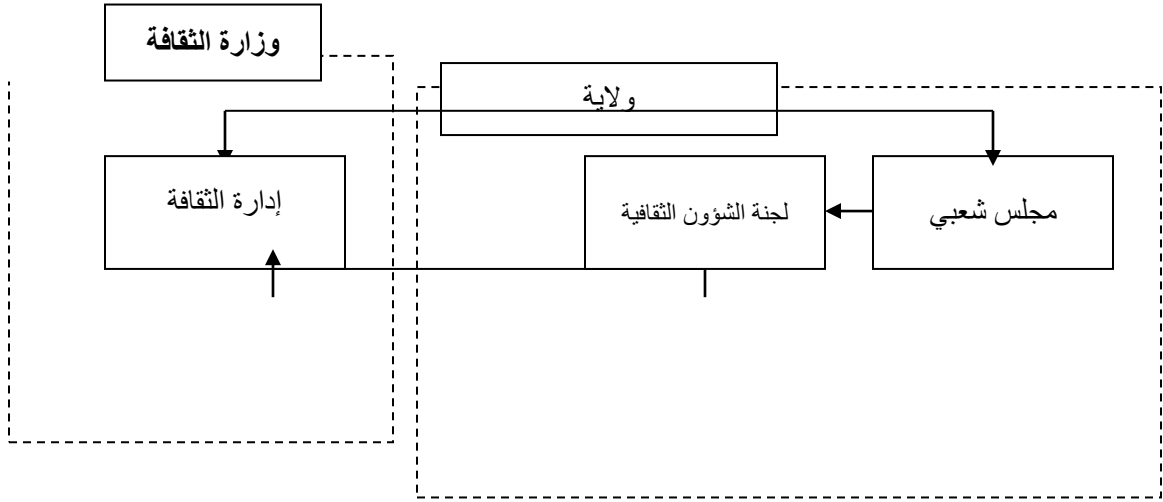 وزارة الثقافة
ولاية
مجلس شعبي
لجنة الشؤون الثقافية
إدارة الثقافة